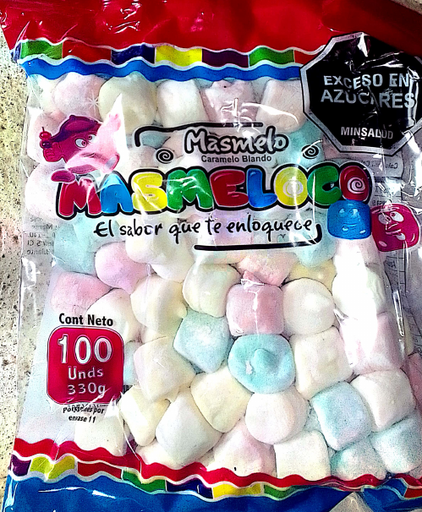 EXCESO EN
AZÚCARES
MINSALUD
Masmelo
Caramelo Blando
MASMELOCO
El sabor que te enloquece
Cont Neto
100
Unds
330g